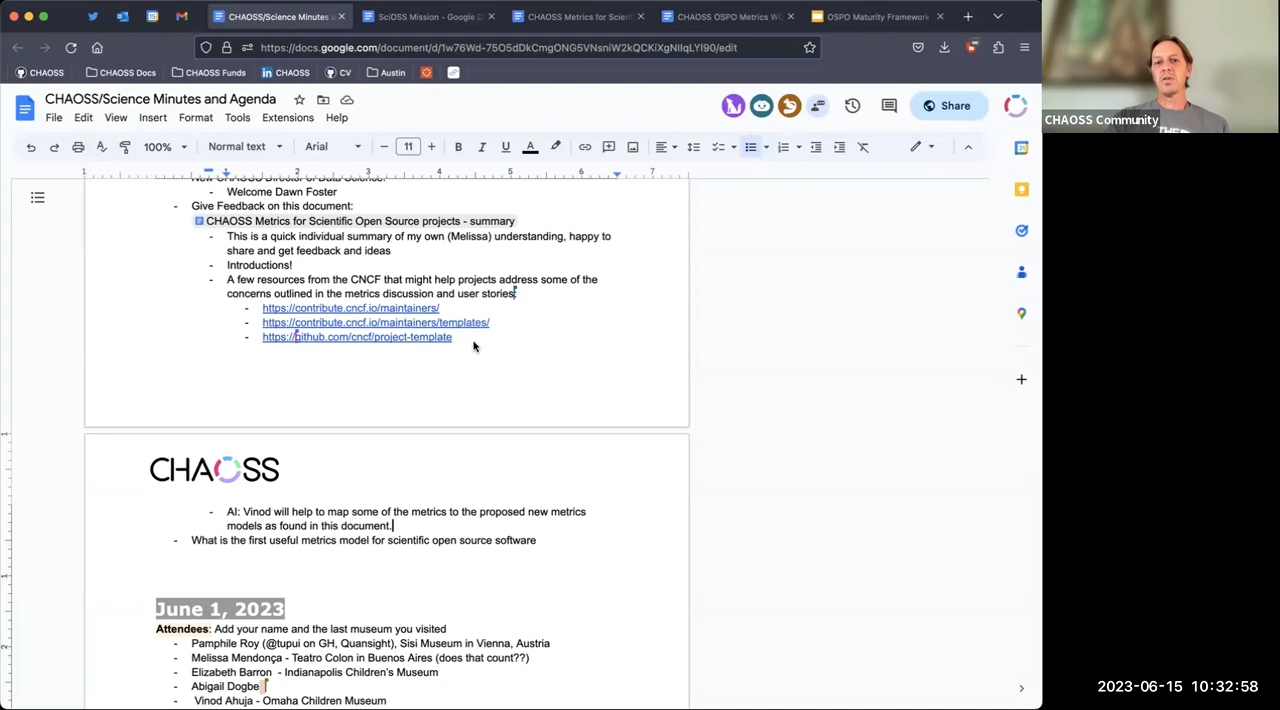 CHAOSS/Science Minutes a
SciOSS Mission - Google D
CHAOSS Metrics for Scient
CHAOSS OSPO Metrics WG
OSPO Maturity Framework
https://docs.google.com/document/d/1w76Wd-75O5dDkCmgONG5VNsniW2kQCKiXgNIIqLYI90/edit
CHAOSS
CHAOSS Docs
CHAOSS Funds
CHAOSS
CV
Austin
CHAOSS/Science Minutes and Agenda
File Edit View Insert Format Tools Extensions Help
Share
100% Normal text Arial 11
1 1 2 3 4 5 6 7
- Welcome Dawn Foster
- Give Feedback on this document:
CHAOSS Metrics for Scientific Open Source projects - summary
- This is a quick individual summary of my own (Melissa) understanding, happy to
share and get feedback and ideas
- Introductions!
- A few resources from the CNCF that might help projects address some of the
concerns outlined in the metrics discussion and user stories:
- https://contribute.cncf.io/maintainers/
- https://contribute.cncf.io/maintainers/templates/
- https://github.com/cncf/project-template
CHAOSS
- AI: Vinod will help to map some of the metrics to the proposed new metrics
models as found in this document.
- What is the first useful metrics model for scientific open source software
June 1, 2023
Attendees: Add your name and the last museum you visited
- Pamphile Roy (@tupui on GH, Quansight), Sisi Museum in Vienna, Austria
- Melissa Mendonça - Teatro Colon in Buenos Aires (does that count??)
- Elizabeth Barron - Indianapolis Children's Museum
- Abigail Dogbe
- Vinod Ahuja - Omaha Children Museum
CHAOSS Community
2023-06-15 10:32:58